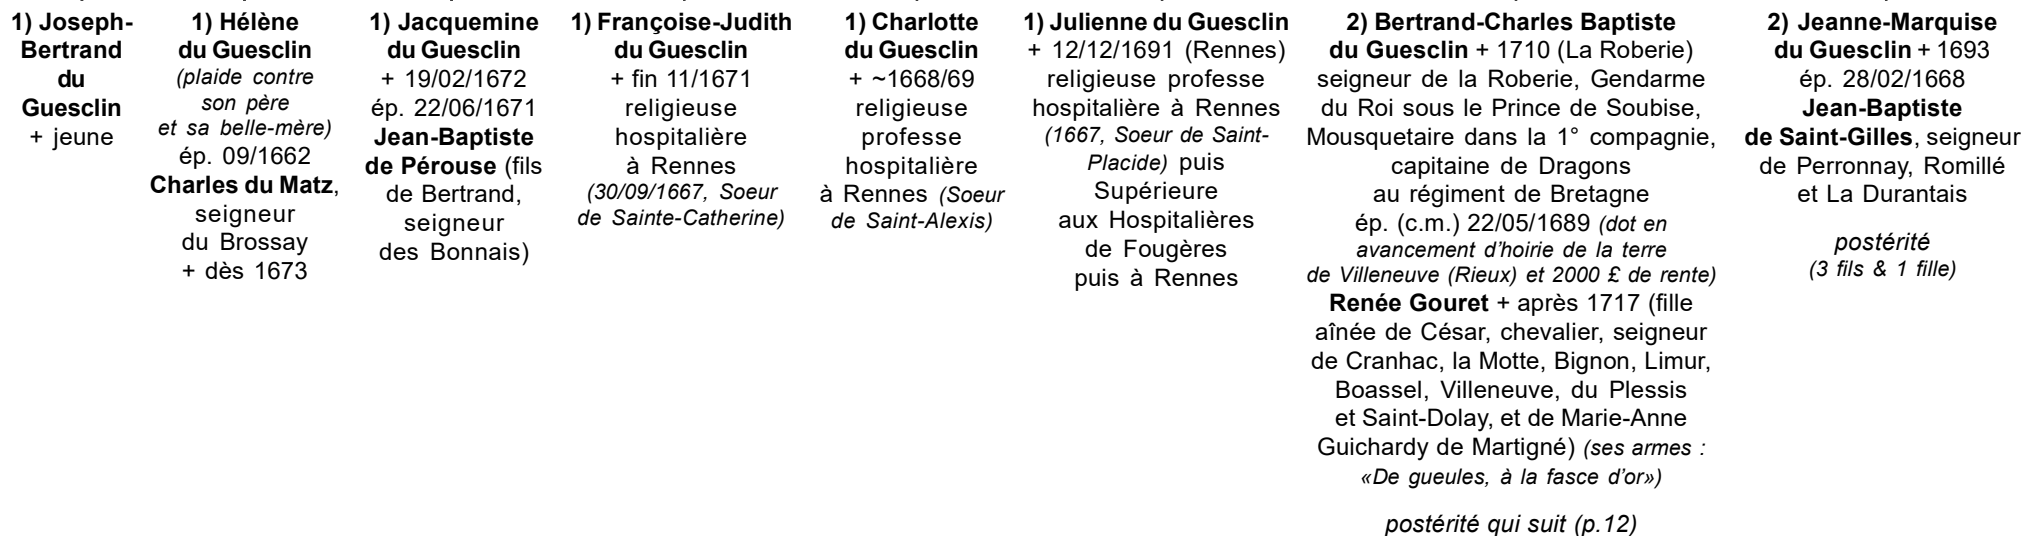 1) Joseph-
Bertrand
du
Guesclin
+ jeune
1) Hélène
du Guesclin
(plaide contre
son père
et sa belle-mère)
ép. 09/1662
Charles du Matz,
seigneur
du Brossay
+ dès 1673
1) Jacquemine
du Guesclin
+ 19/02/1672
ép. 22/06/1671
Jean-Baptiste
de Pérouse (fils
de Bertrand,
seigneur
des Bonnais)
1) Françoise-Judith
du Guesclin
+ fin 11/1671
religieuse
hospitalière
à Rennes
(30/09/1667, Soeur
de Sainte-Catherine)
1) Charlotte
du Guesclin
+ ~1668/69
religieuse
professe
hospitalière
à Rennes (Soeur
de Saint-Alexis)
1) Julienne du Guesclin
+ 12/12/1691 (Rennes)
religieuse professe
hospitalière à Rennes
(1667, Soeur de Saint-
Placide) puis
Supérieure
aux Hospitalières
de Fougères
puis à Rennes
2) Bertrand-Charles Baptiste
du Guesclin + 1710 (La Roberie)
seigneur de la Roberie, Gendarme
du Roi sous le Prince de Soubise,
Mousquetaire dans la 1° compagnie,
capitaine de Dragons
au régiment de Bretagne
ép. (c.m.) 22/05/1689 (dot en
avancement d'hoirie de la terre
de Villeneuve (Rieux) et 2000 £ de rente)
Renée Gouret + après 1717 (fille
aînée de César, chevalier, seigneur
de Cranhac, la Motte, Bignon, Limur,
Boassel, Villeneuve, du Plessis
et Saint-Dolay, et de Marie-Anne
Guichardy de Martigné) (ses armes :
«De gueules, à la fasce d'or»)
postérité qui suit (p.12)
2) Jeanne-Marquise
du Guesclin + 1693
ép. 28/02/1668
Jean-Baptiste
de Saint-Gilles, seigneur
de Perronnay, Romillé
et La Durantais
postérité
(3 fils & 1 fille)